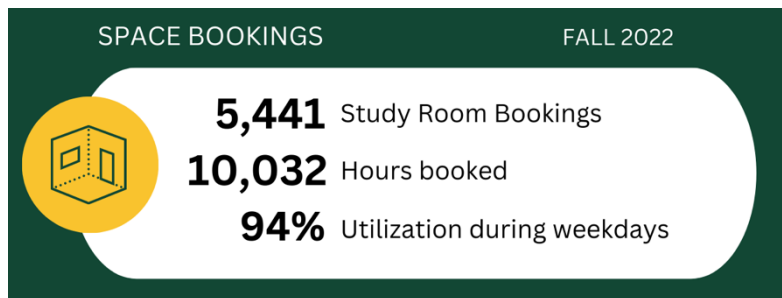 SPACE BOOKINGS FALL 2022
5,441 Study Room Bookings
10,032 Hours booked
94% Utilization during weekdays